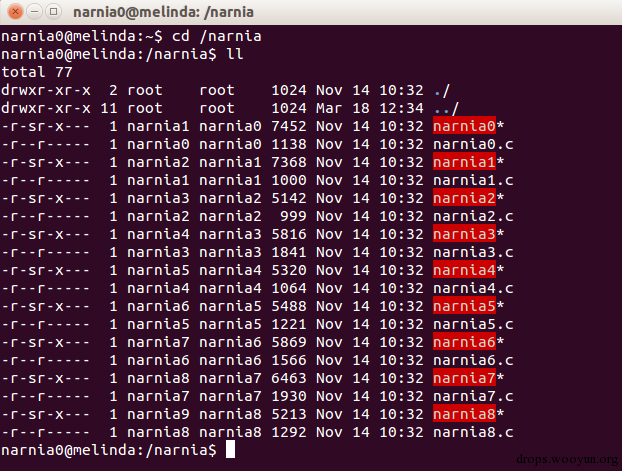 narnia0@melinda: /narnia
narnia0@melinda:~$ cd /narnia
narnia0@melinda:/narnia$ ll
total 77
drwxr-xr-x  2 root    root    1024 Nov 14 10:32 ./
drwxr-xr-x 11 root    root    1024 Mar 18 12:34 ../
-r-sr-x---  1 narnia1 narnia0 7452 Nov 14 10:32 narnia0*
-r--r-----  1 narnia0 narnia0 1138 Nov 14 10:32 narnia0.c
-r-sr-x---  1 narnia2 narnia1 7368 Nov 14 10:32 narnia1*
-r--r-----  1 narnia1 narnia1 1000 Nov 14 10:32 narnia1.c
-r-sr-x---  1 narnia3 narnia2 5142 Nov 14 10:32 narnia2*
-r--r-----  1 narnia2 narnia2  999 Nov 14 10:32 narnia2.c
-r-sr-x---  1 narnia4 narnia3 5816 Nov 14 10:32 narnia3*
-r--r-----  1 narnia3 narnia3 1841 Nov 14 10:32 narnia3.c
-r-sr-x---  1 narnia5 narnia4 5320 Nov 14 10:32 narnia4*
-r--r-----  1 narnia4 narnia4 1064 Nov 14 10:32 narnia4.c
-r-sr-x---  1 narnia6 narnia5 5488 Nov 14 10:32 narnia5*
-r--r-----  1 narnia5 narnia5 1221 Nov 14 10:32 narnia5.c
-r-sr-x---  1 narnia7 narnia6 5869 Nov 14 10:32 narnia6*
-r--r-----  1 narnia6 narnia6 1566 Nov 14 10:32 narnia6.c
-r-sr-x---  1 narnia8 narnia7 6463 Nov 14 10:32 narnia7*
-r--r-----  1 narnia7 narnia7 1930 Nov 14 10:32 narnia7.c
-r-sr-x---  1 narnia9 narnia8 5213 Nov 14 10:32 narnia8*
-r--r-----  1 narnia8 narnia8 1292 Nov 14 10:32 narnia8.c
narnia0@melinda:/narnia$
drops.wooyun.org